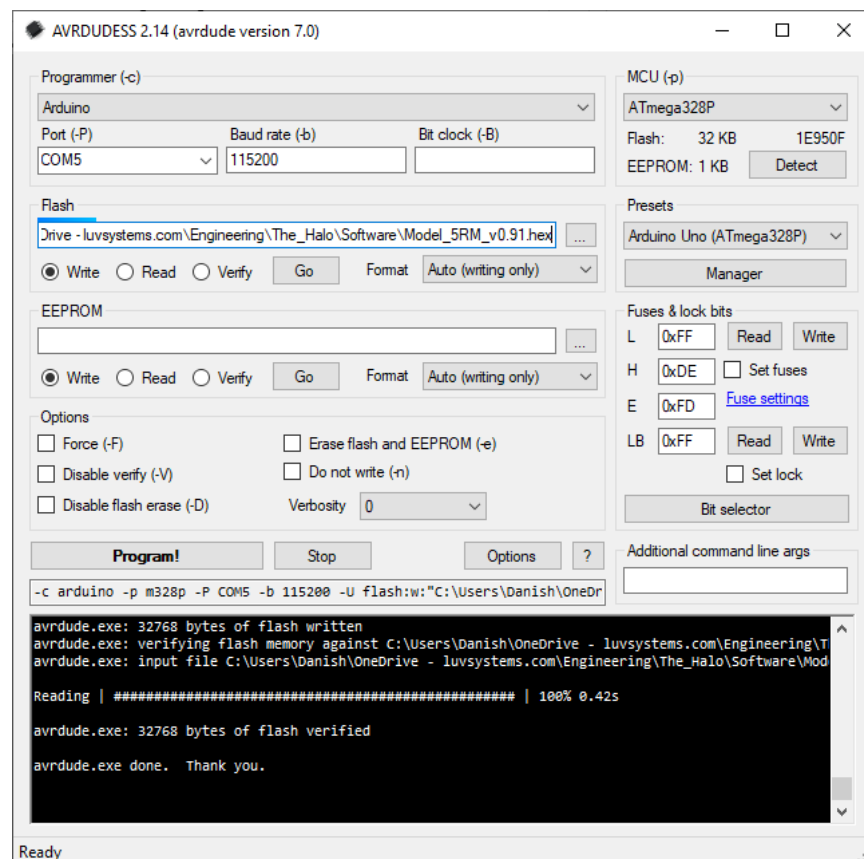 AVRDUDESS 2.14 (avrdude version 7.0)
Programmer (-c)
Arduino
Port (-P) Baud rate (-b) Bit clock (-B)
COM5 115200
MCU (-p)
ATmega328P
Flash: 32 KB 1E950F
EEPROM: 1 KB Detect
Flash
Drive - luvsystems.com\Engineering\The_Halo\Software\Model_5RM_v0.91.hex ...
Write Read Verify Go Format Auto (writing only)
Presets
Arduino Uno (ATmega328P)
Manager
EEPROM
...
Write Read Verify Go Format Auto (writing only)
Fuses & lock bits
L 0xFF Read Write
H 0xDE Set fuses
E 0xFD Fuse settings
LB 0xFF Read Write
Set lock
Bit selector
Options
Force (-F) Erase flash and EEPROM (-e)
Disable verify (-V) Do not write (-n)
Disable flash erase (-D) Verbosity 0
Program! Stop Options ?
Additional command line args
-c arduino -p m328p -P COM5 -b 115200 -U flash:w:"C:\Users\Danish\OneDr
avrdude.exe: 32768 bytes of flash written
avrdude.exe: verifying flash memory against C:\Users\Danish\OneDrive - luvsystems.com\Engineering\T
avrdude.exe: input file C:\Users\Danish\OneDrive - luvsystems.com\Engineering\The_Halo\Software\Mod
Reading | ################################################## | 100% 0.42s
avrdude.exe: 32768 bytes of flash verified
avrdude.exe done. Thank you.
Ready